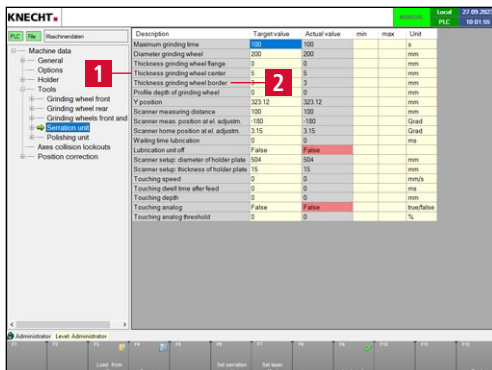 KNECHT.
MANUAL
Local 27.09.2023
PLC 10:01:55
PLC File Maschinendaten
Machine data
General
Options
Holder
Tools
Grinding wheel front
Grinding wheel rear
Grinding wheels front and
Serration unit
Polishing unit
Axes collision lockouts
Position correction
1
2
Description Target value Actual value min max Unit
Maximum grinding time 100 100 s
Diameter grinding wheel 200 200 mm
Thickness grinding wheel flange 0 0 mm
Thickness grinding wheel center 5 5 mm
Thickness grinding wheel border 3 mm
Profile depth of grinding wheel 0 0 mm
Y position 323.12 323.12 mm
Scanner measuring distance 100 100 mm
Scanner meas. position at el. adjustm. -180 -180 Grad
Scanner home position at el. adjustm. 3.15 3.15 Grad
Waiting time lubrication 0 0 ms
Lubrication unit off False False
Scanner setup: diameter of holder plate 504 504 mm
Scanner setup: thickness of holder plate 15 15 mm
Touching speed 0 0 mm/s
Touching dwell time after feed 0 0 ms
Touching depth 0 0 mm
Touching analog False False true/false
Touching analog threshold 0 0 %
Administrator Level: Administrator
F1 F2 F3 F4 F5 F6 F7 F8 F9 F10 F11 F12
Load from Set serration Set laser